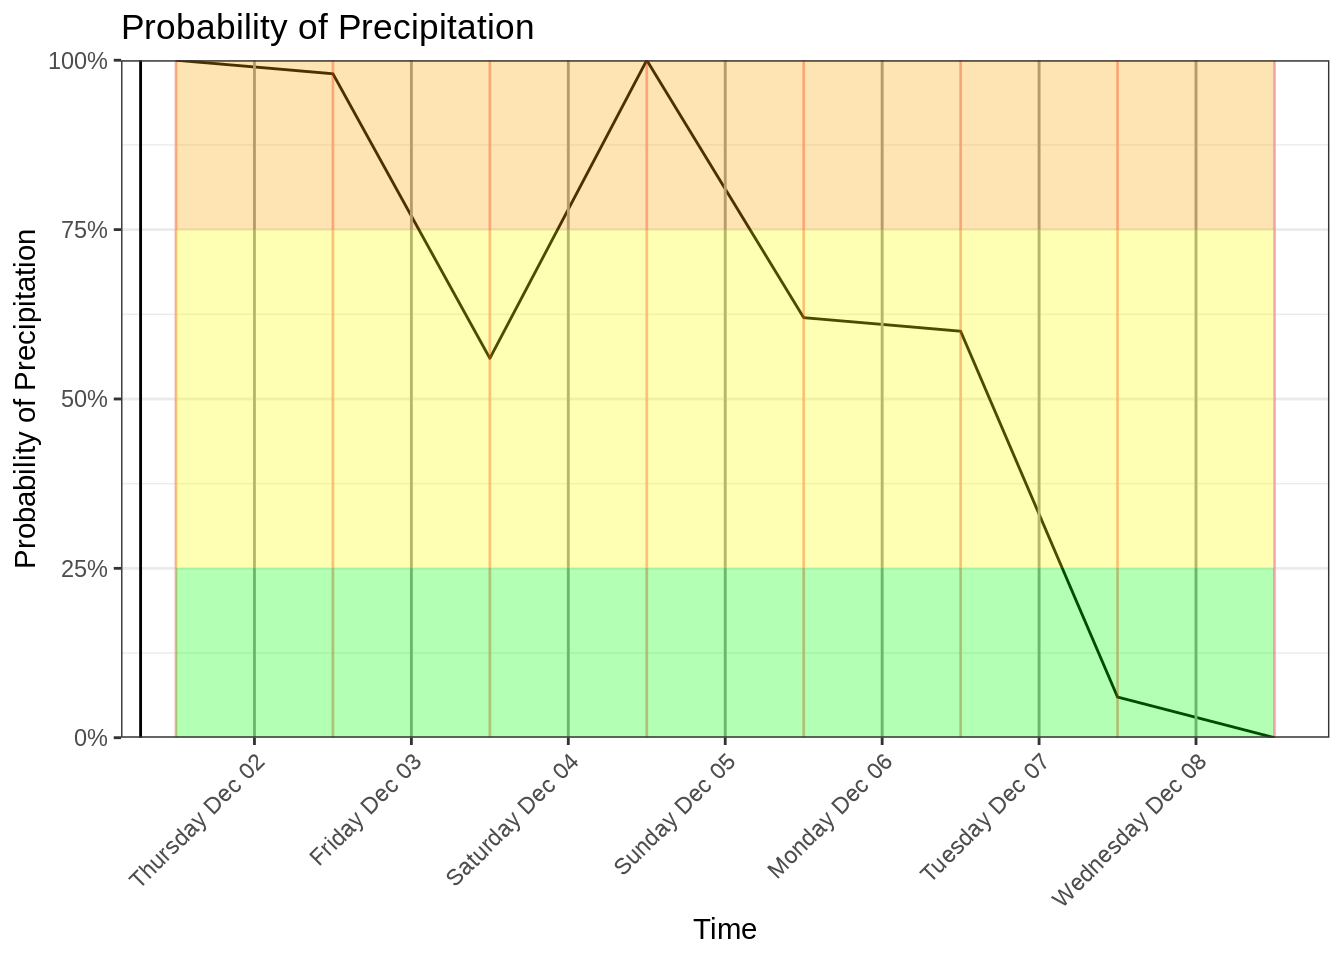 Probability of Precipitation
Probability of Precipitation
100%
75%
50%
25%
0%
Thursday Dec 02
Friday Dec 03
Saturday Dec 04
Sunday Dec 05
Monday Dec 06
Tuesday Dec 07
Wednesday Dec 08
Time